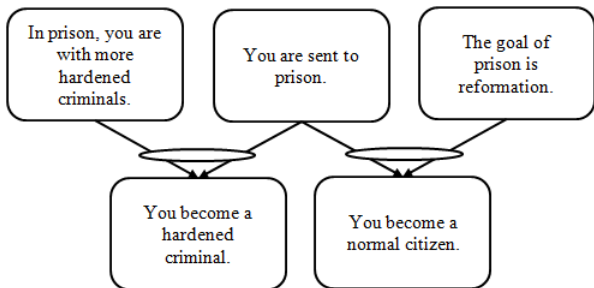 In prison, you are
with more
hardened
criminals.
You are sent to
prison.
The goal of
prison is
reformation.
You become a
hardened
criminal.
You become a
normal citizen.